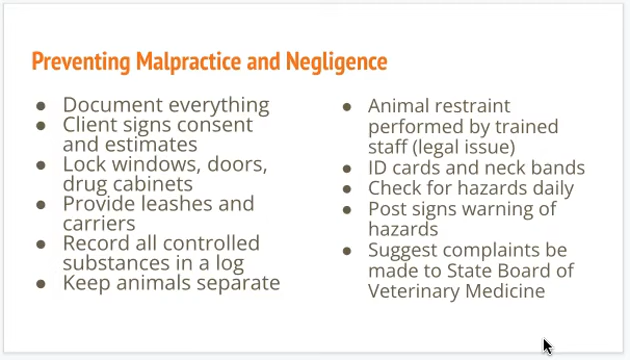 Preventing Malpractice and Negligence
● Document everything
● Client signs consent
and estimates
● Lock windows, doors,
drug cabinets
● Provide leashes and
carriers
● Record all controlled
substances in a log
● Keep animals separate
● Animal restraint
performed by trained
staff (legal issue)
● ID cards and neck bands
● Check for hazards daily
● Post signs warning of
hazards
● Suggest complaints be
made to State Board of
Veterinary Medicine